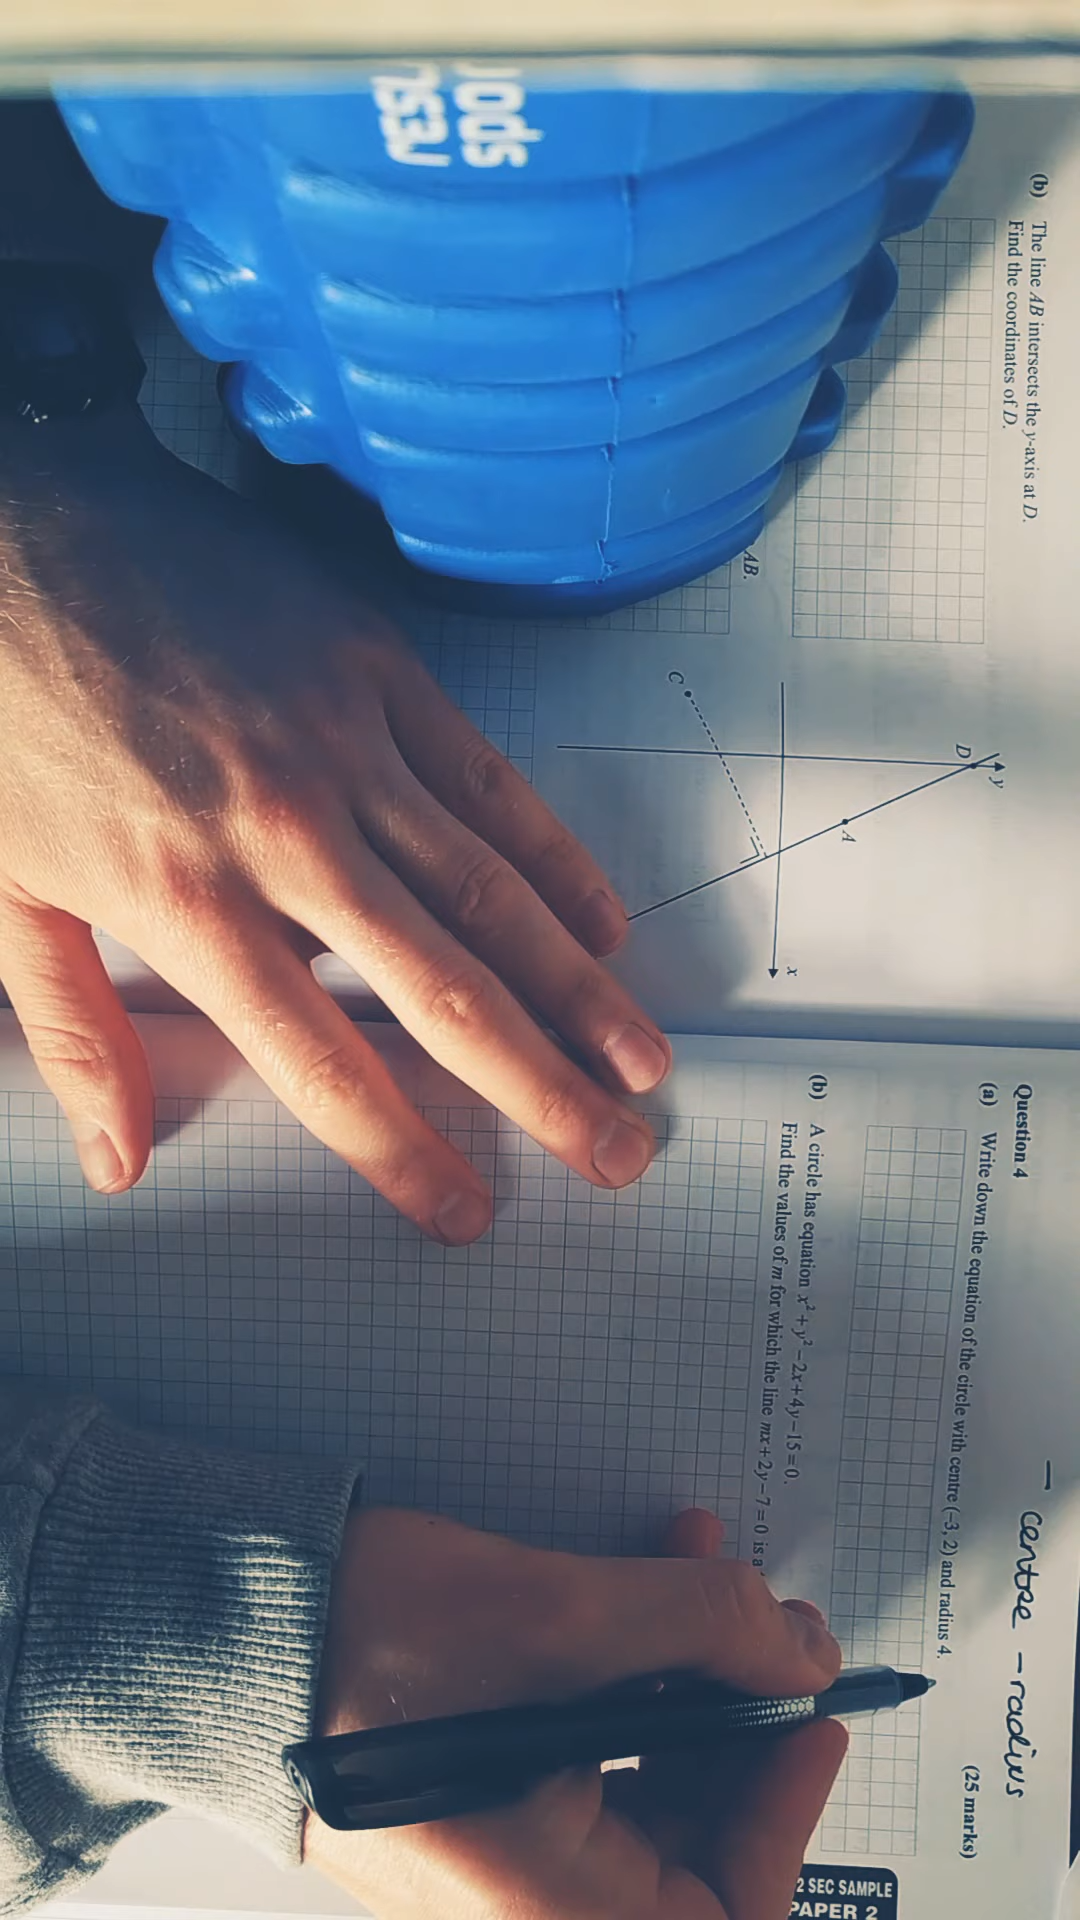 (b) The line AB intersects the y-axis at D.
Find the coordinates of D.
AB.
y
D
A
C
x
Question 4
(25 marks)
– centre – radius
(a) Write down the equation of the circle with centre (–3, 2) and radius 4.
(b) A circle has equation x² + y² – 2x + 4y – 15 = 0.
Find the values of m for which the line mx + 2y – 7 = 0 is a
2 SEC SAMPLE
PAPER 2